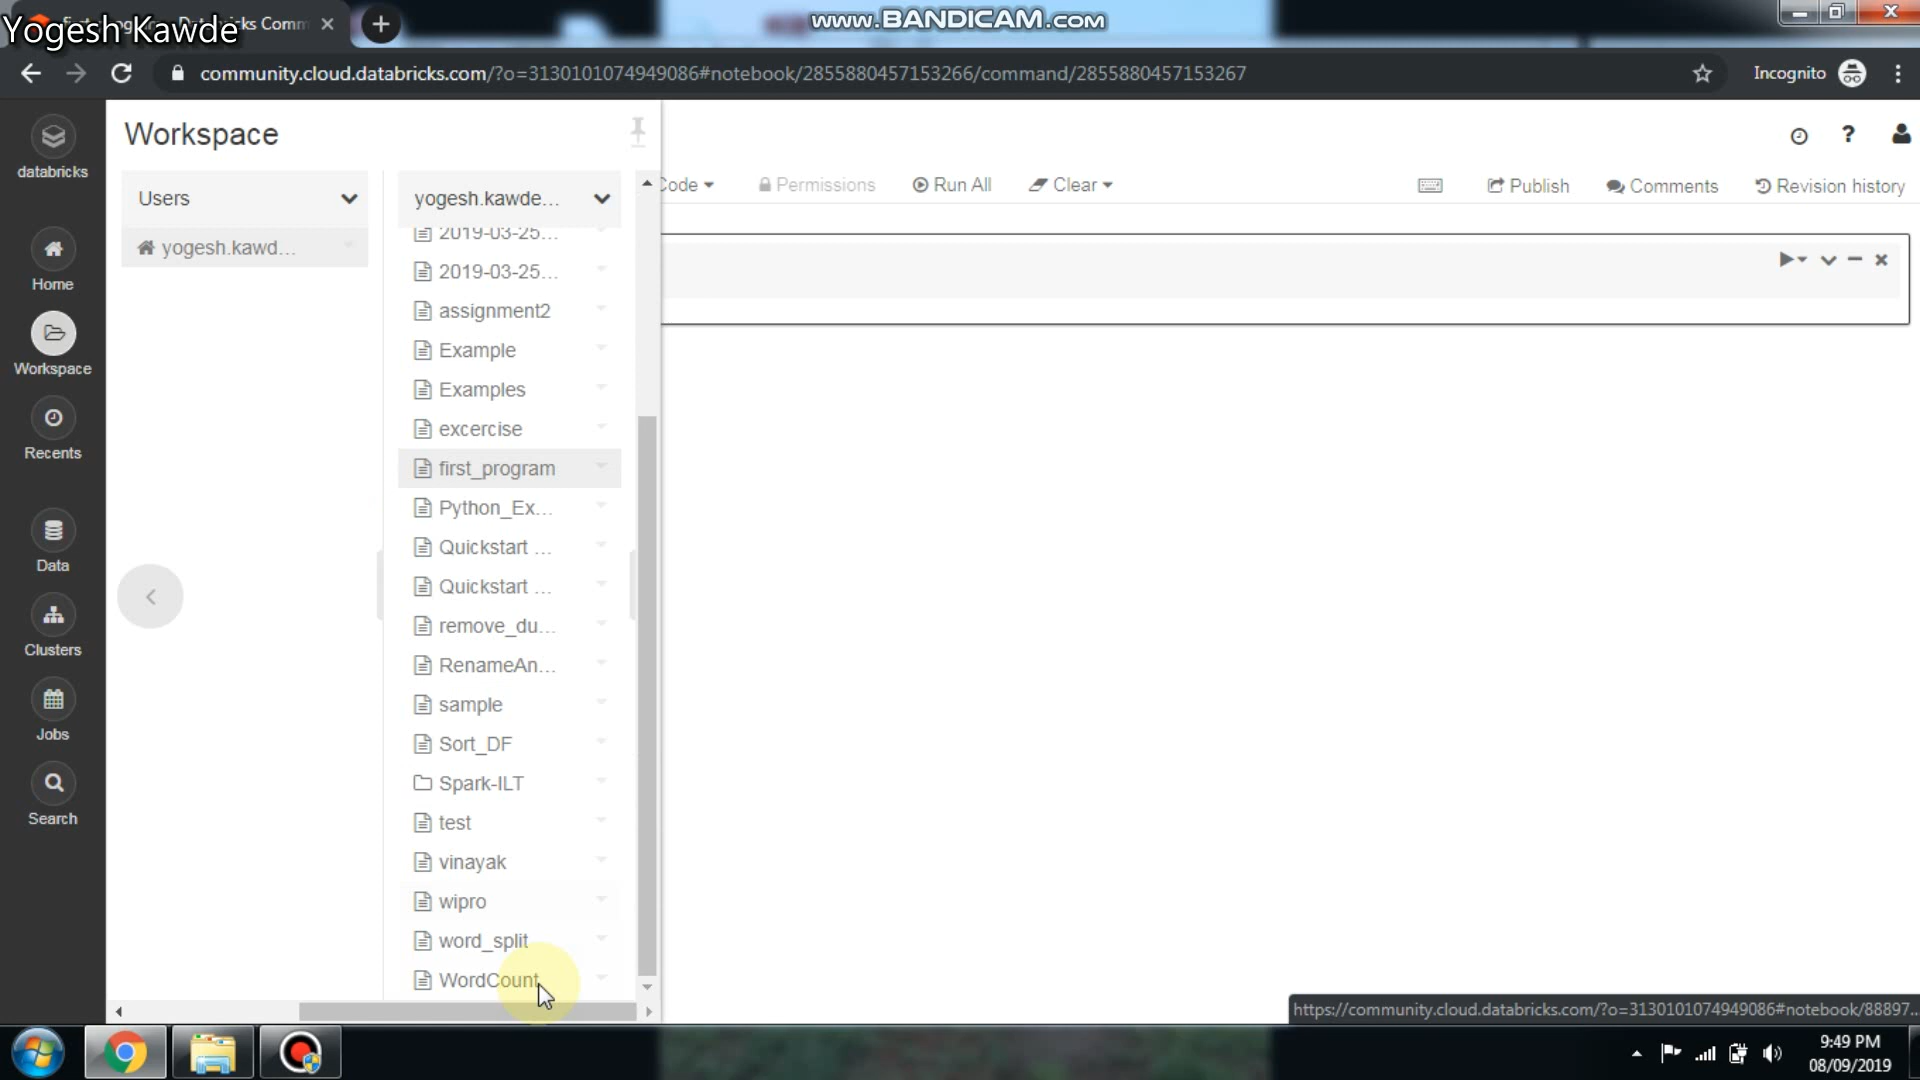 Yogesh Kawde
www.BANDICAM.com
community.cloud.databricks.com/?o=3130101074949086#notebook/2855880457153266/command/2855880457153267
Incognito
databricks
Home
Workspace
Recents
Data
Clusters
Jobs
Search
Workspace
Users
yogesh.kawd...
yogesh.kawde...
2019-03-25...
2019-03-25...
assignment2
Example
Examples
excercise
first_program
Python_Ex...
Quickstart ...
Quickstart ...
remove_du...
RenameAn...
sample
Sort_DF
Spark-ILT
test
vinayak
wipro
word_split
WordCount
Code
Permissions
Run All
Clear
Publish
Comments
Revision history
https://community.cloud.databricks.com/?o=3130101074949086#notebook/88897...
9:49 PM
08/09/2019